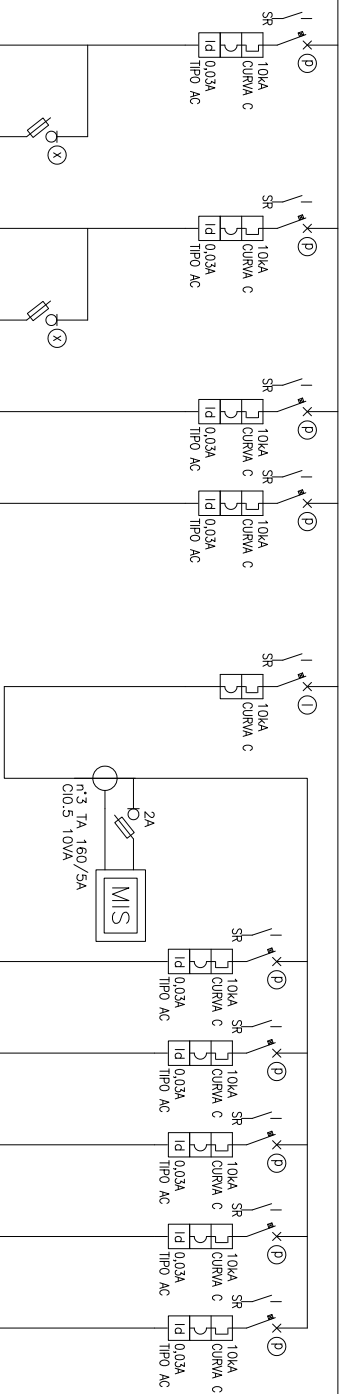 SR
p
10kA
CURVA C
Id
0,03A
TIPO AC
x
SR
p
10kA
CURVA C
Id
0,03A
TIPO AC
x
SR
p
10kA
CURVA C
Id
0,03A
TIPO AC
SR
p
10kA
CURVA C
Id
0,03A
TIPO AC
SR
l
10kA
CURVA C
2A
MIS
n°3 TA 160/5A
Cl0.5 10VA
SR
p
10kA
CURVA C
Id
0,03A
TIPO AC
SR
p
10kA
CURVA C
Id
0,03A
TIPO AC
SR
p
10kA
CURVA C
Id
0,03A
TIPO AC
SR
p
10kA
CURVA C
Id
0,03A
TIPO AC
SR
p
10kA
CURVA C
Id
0,03A
TIPO AC